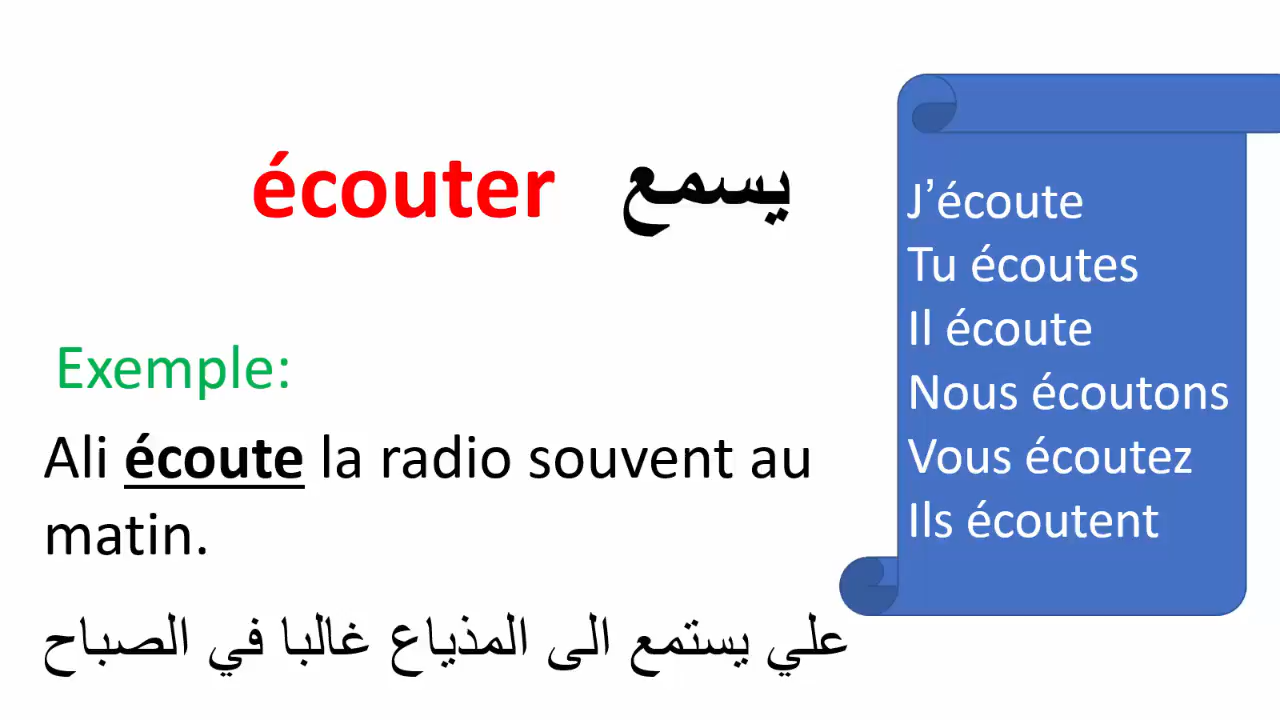 écouter يسمع
Exemple:
Ali écoute la radio souvent au
matin.
علي يستمع الى المذياع غالبا في الصباح
J’écoute
Tu écoutes
Il écoute
Nous écoutons
Vous écoutez
Ils écoutent